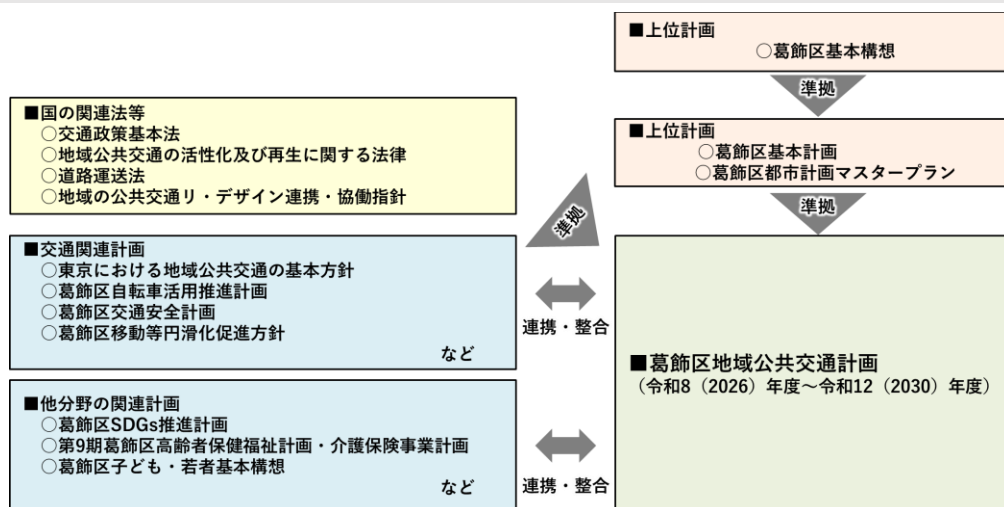 ■上位計画
○葛飾区基本構想
準拠
■国の関連法等
○交通政策基本法
○地域公共交通の活性化及び再生に関する法律
○道路運送法
○地域の公共交通リ・デザイン連携・協働指針
■上位計画
○葛飾区基本計画
○葛飾区都市計画マスタープラン
準拠
準拠
■交通関連計画
○東京における地域公共交通の基本方針
○葛飾区自転車活用推進計画
○葛飾区交通安全計画
○葛飾区移動等円滑化促進方針
など
連携・整合
■葛飾区地域公共交通計画
（令和8（2026）年度～令和12（2030）年度）
■他分野の関連計画
○葛飾区SDGs推進計画
○第9期葛飾区高齢者保健福祉計画・介護保険事業計画
○葛飾区子ども・若者基本構想
など
連携・整合